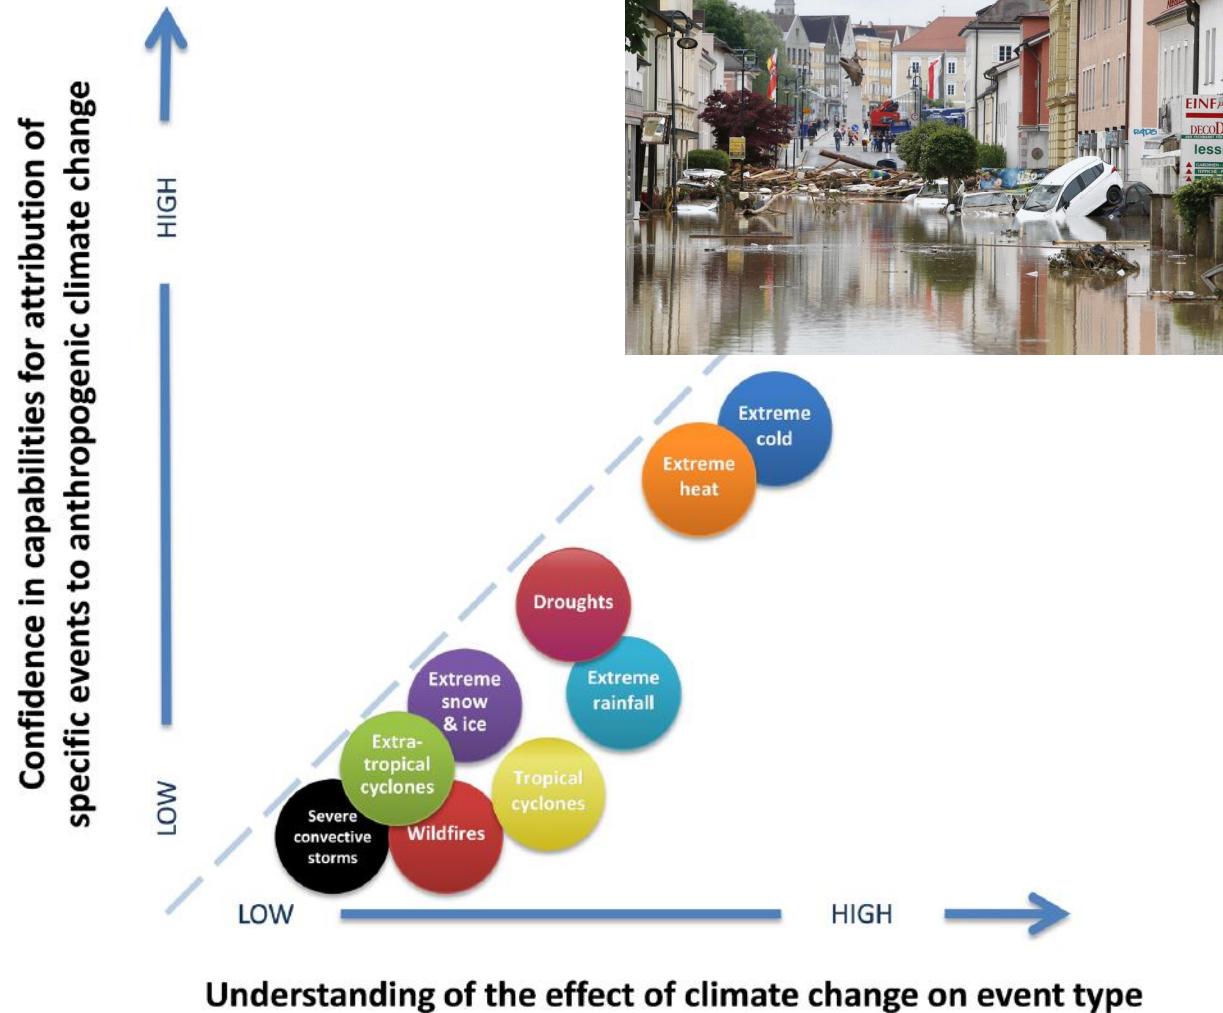 Confidence in capabilities for attribution of
specific events to anthropogenic climate change
HIGH
LOW
EINF
DECO
less
Extreme
cold
Extreme
heat
Droughts
Extreme
rainfall
Extreme
snow
& ice
Extra-
tropical
cyclones
Tropical
cyclones
Severe
convective
storms
Wildfires
LOW
HIGH
Understanding of the effect of climate change on event type